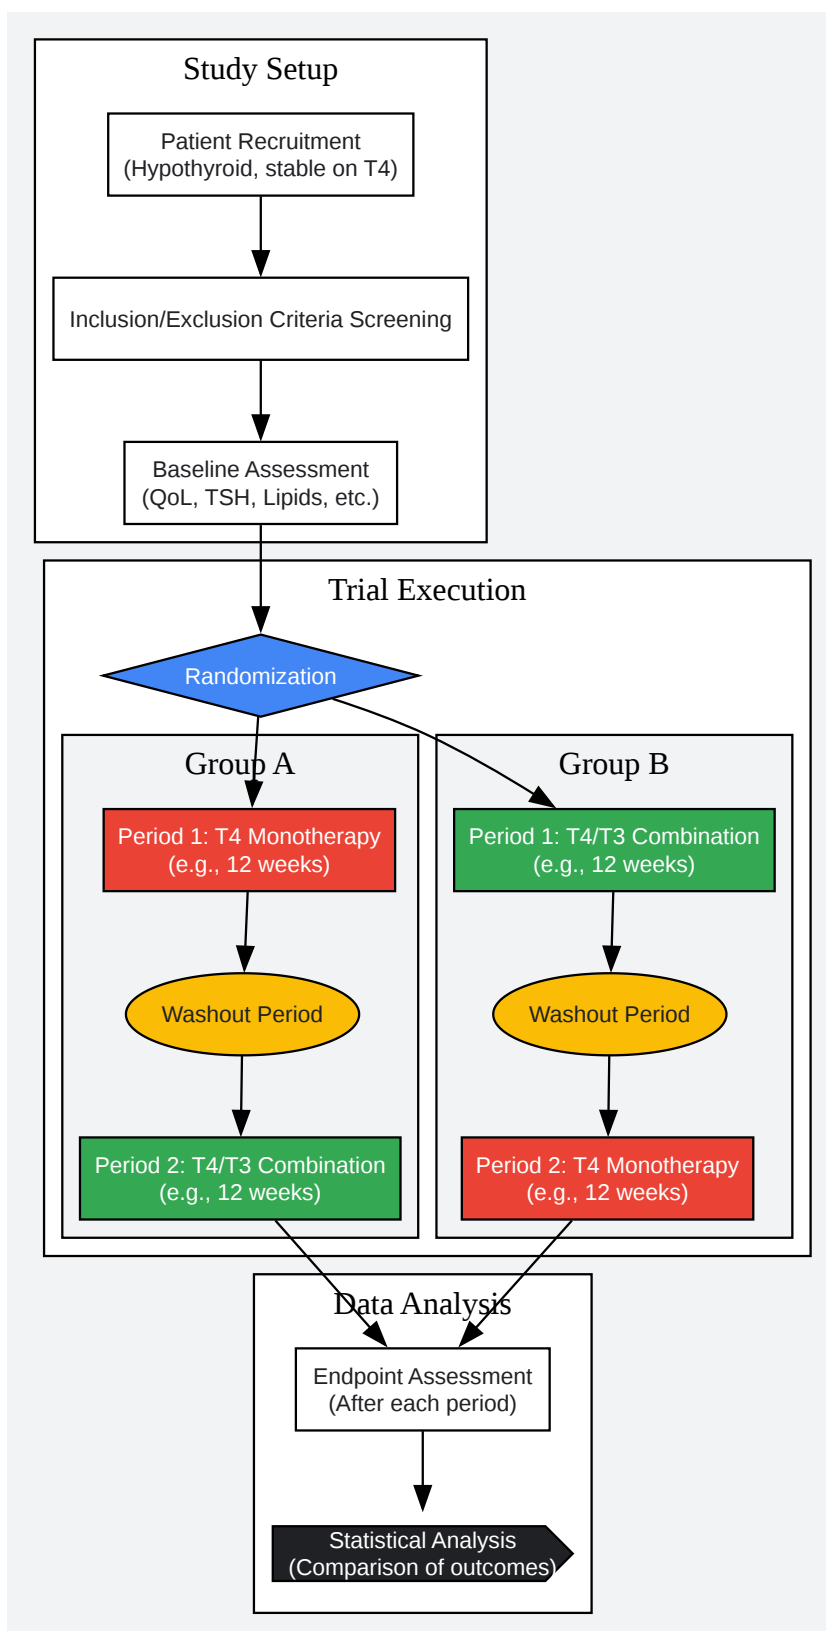 Study Setup
Patient Recruitment
(Hypothyroid, stable on T4)
Inclusion/Exclusion Criteria Screening
Baseline Assessment
(QoL, TSH, Lipids, etc.)
Trial Execution
Randomization
Group A
Period 1: T4 Monotherapy
(e.g., 12 weeks)
Washout Period
Period 2: T4/T3 Combination
(e.g., 12 weeks)
Group B
Period 1: T4/T3 Combination
(e.g., 12 weeks)
Washout Period
Period 2: T4 Monotherapy
(e.g., 12 weeks)
Data Analysis
Endpoint Assessment
(After each period)
Statistical Analysis
(Comparison of outcomes)